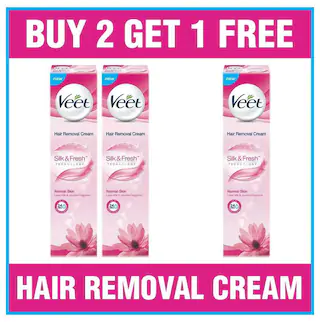 BUY 2 GET 1 FREE
Veet
Hair Removal Cream
Silk & Fresh
Normal Skin
Veet
Hair Removal Cream
Silk & Fresh
Normal Skin
Veet
Hair Removal Cream
Silk & Fresh
Normal Skin
HAIR REMOVAL CREAM